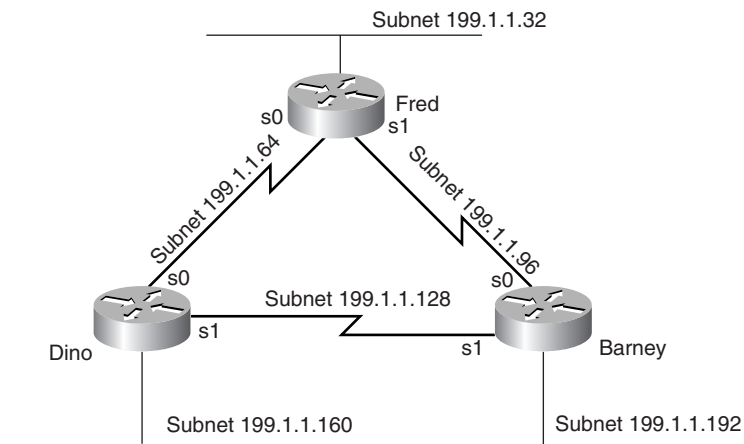 Subnet 199.1.1.32
Fred
s0
s1
Subnet 199.1.1.64
Subnet 199.1.1.96
s0
s0
Subnet 199.1.1.128
s1
s1
Dino
Barney
Subnet 199.1.1.160
Subnet 199.1.1.192